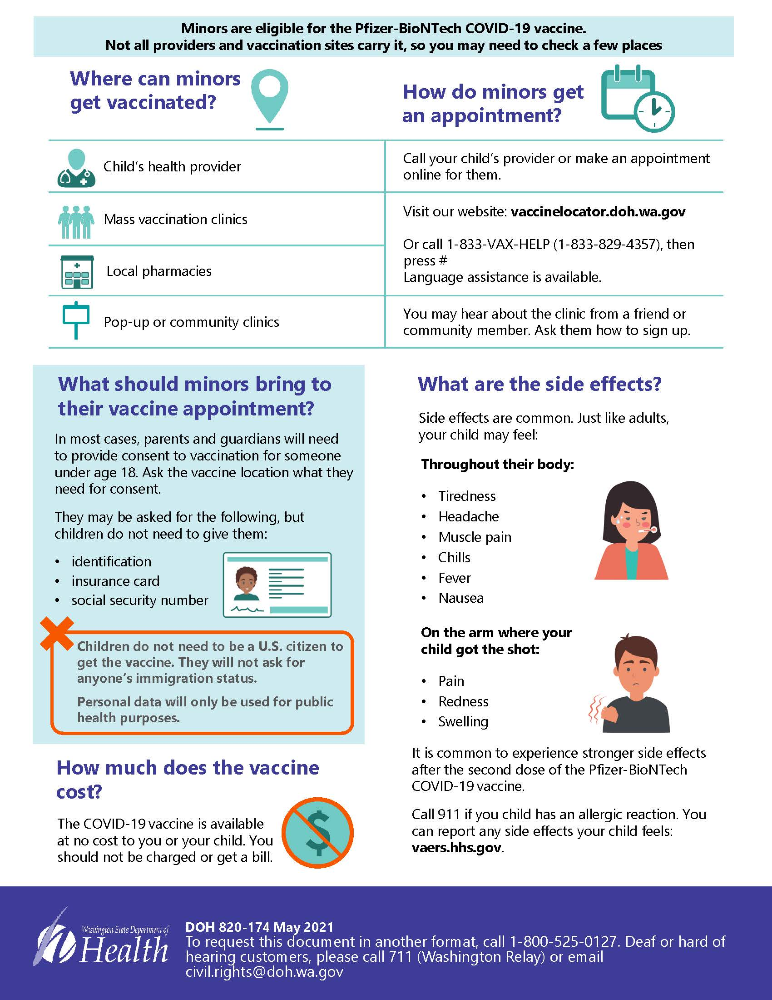 Minors are eligible for the Pfizer-BioNTech COVID-19 vaccine.
Not all providers and vaccination sites carry it, so you may need to check a few places
Where can minors
get vaccinated?
How do minors get
an appointment?
Child's health provider
Call your child's provider or make an appointment
online for them.
Mass vaccination clinics
Local pharmacies
Visit our website: vaccinelocator.doh.wa.gov
Or call 1-833-VAX-HELP (1-833-829-4357), then
press #
Language assistance is available.
Pop-up or community clinics
You may hear about the clinic from a friend or
community member. Ask them how to sign up.
What should minors bring to
their vaccine appointment?
In most cases, parents and guardians will need
to provide consent to vaccination for someone
under age 18. Ask the vaccine location what they
need for consent.
They may be asked for the following, but
children do not need to give them:
• identification
• insurance card
• social security number
Children do not need to be a U.S. citizen to
get the vaccine. They will not ask for
anyone's immigration status.
Personal data will only be used for public
health purposes.
How much does the vaccine
cost?
The COVID-19 vaccine is available
at no cost to you or your child. You
should not be charged or get a bill.
$
What are the side effects?
Side effects are common. Just like adults,
your child may feel:
Throughout their body:
• Tiredness
• Headache
• Muscle pain
• Chills
• Fever
• Nausea
On the arm where your
child got the shot:
• Pain
• Redness
• Swelling
It is common to experience stronger side effects
after the second dose of the Pfizer-BioNTech
COVID-19 vaccine.
Call 911 if you child has an allergic reaction. You
can report any side effects your child feels:
vaers.hhs.gov.
Washington State Department of
Health
DOH 820-174 May 2021
To request this document in another format, call 1-800-525-0127. Deaf or hard of
hearing customers, please call 711 (Washington Relay) or email
civil.rights@doh.wa.gov